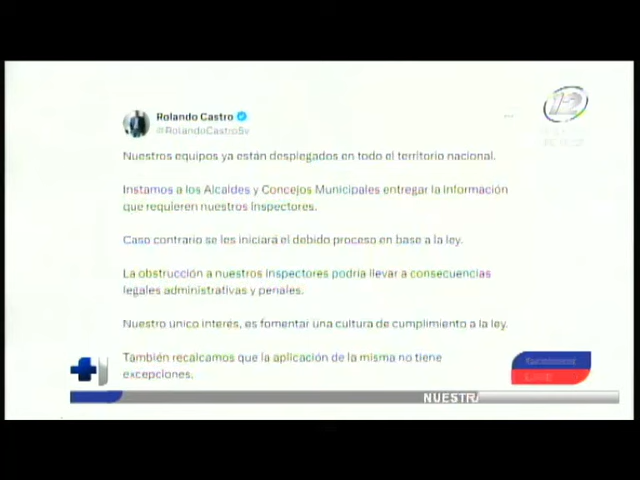 Rolando Castro
@RolandoCastroSv
12
Nuestros equipos ya están desplegados en todo el territorio nacional.
Instamos a los Alcaldes y Concejos Municipales entregar la información
que requieren nuestros Inspectores.
Caso contrario se les iniciará el debido proceso en base a la ley.
La obstrucción a nuestros inspectores podría llevar a consecuencias
legales administrativas y penales.
Nuestro unico interés, es fomentar una cultura de cumplimiento a la ley.
También recalcamos que la aplicación de la misma no tiene
excepciones.
NUESTRA